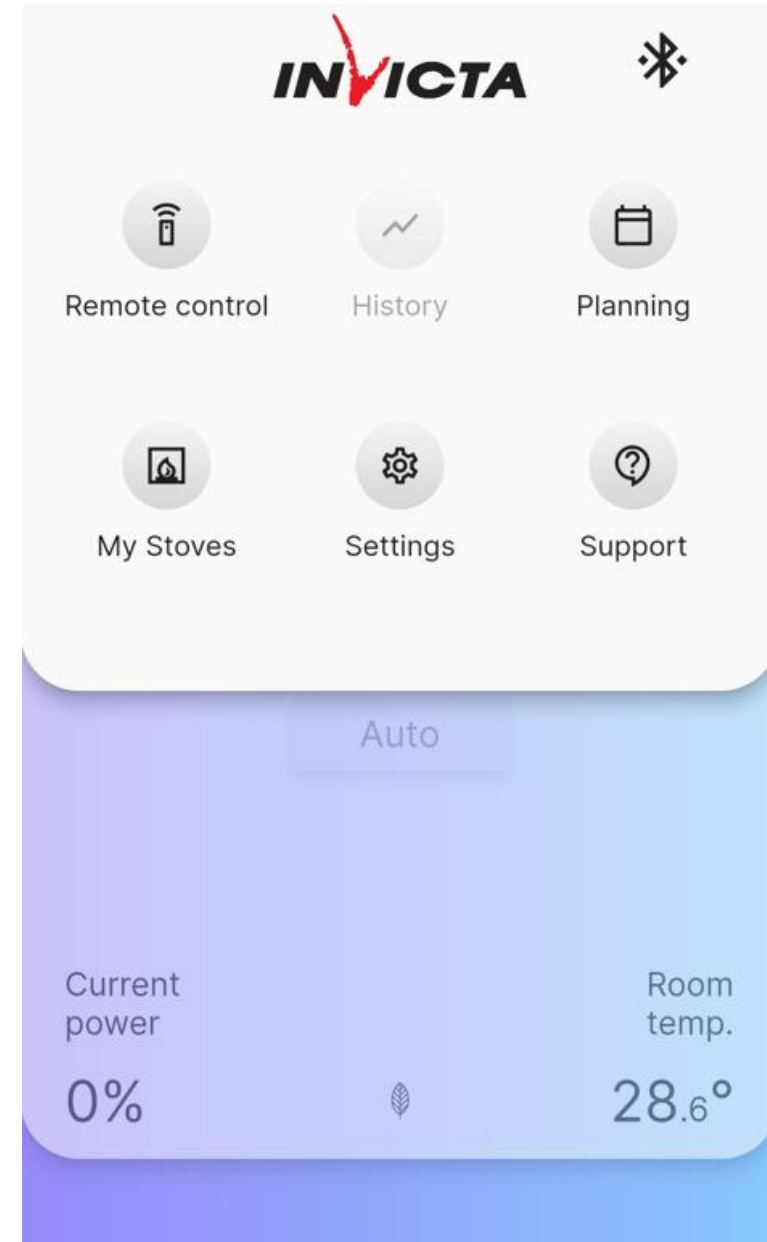 INVICTA
Remote control
History
Planning
My Stoves
Settings
Support
Auto
Current
power
Room
temp.
0%
28.6°